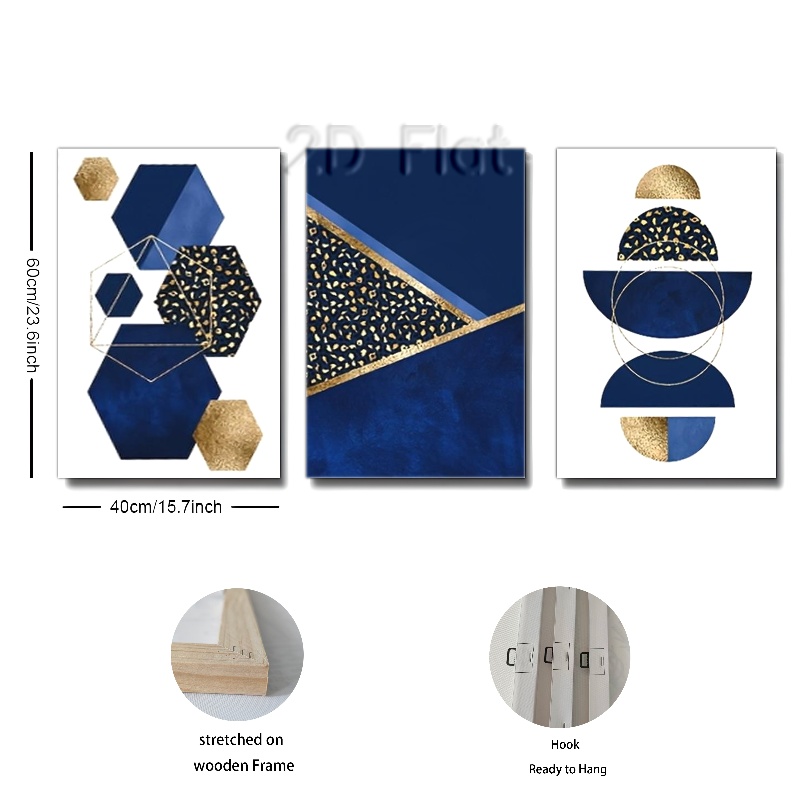 2D Flat
60cm/23.6inch
40cm/15.7inch
stretched on
wooden Frame
Hook
Ready to Hang